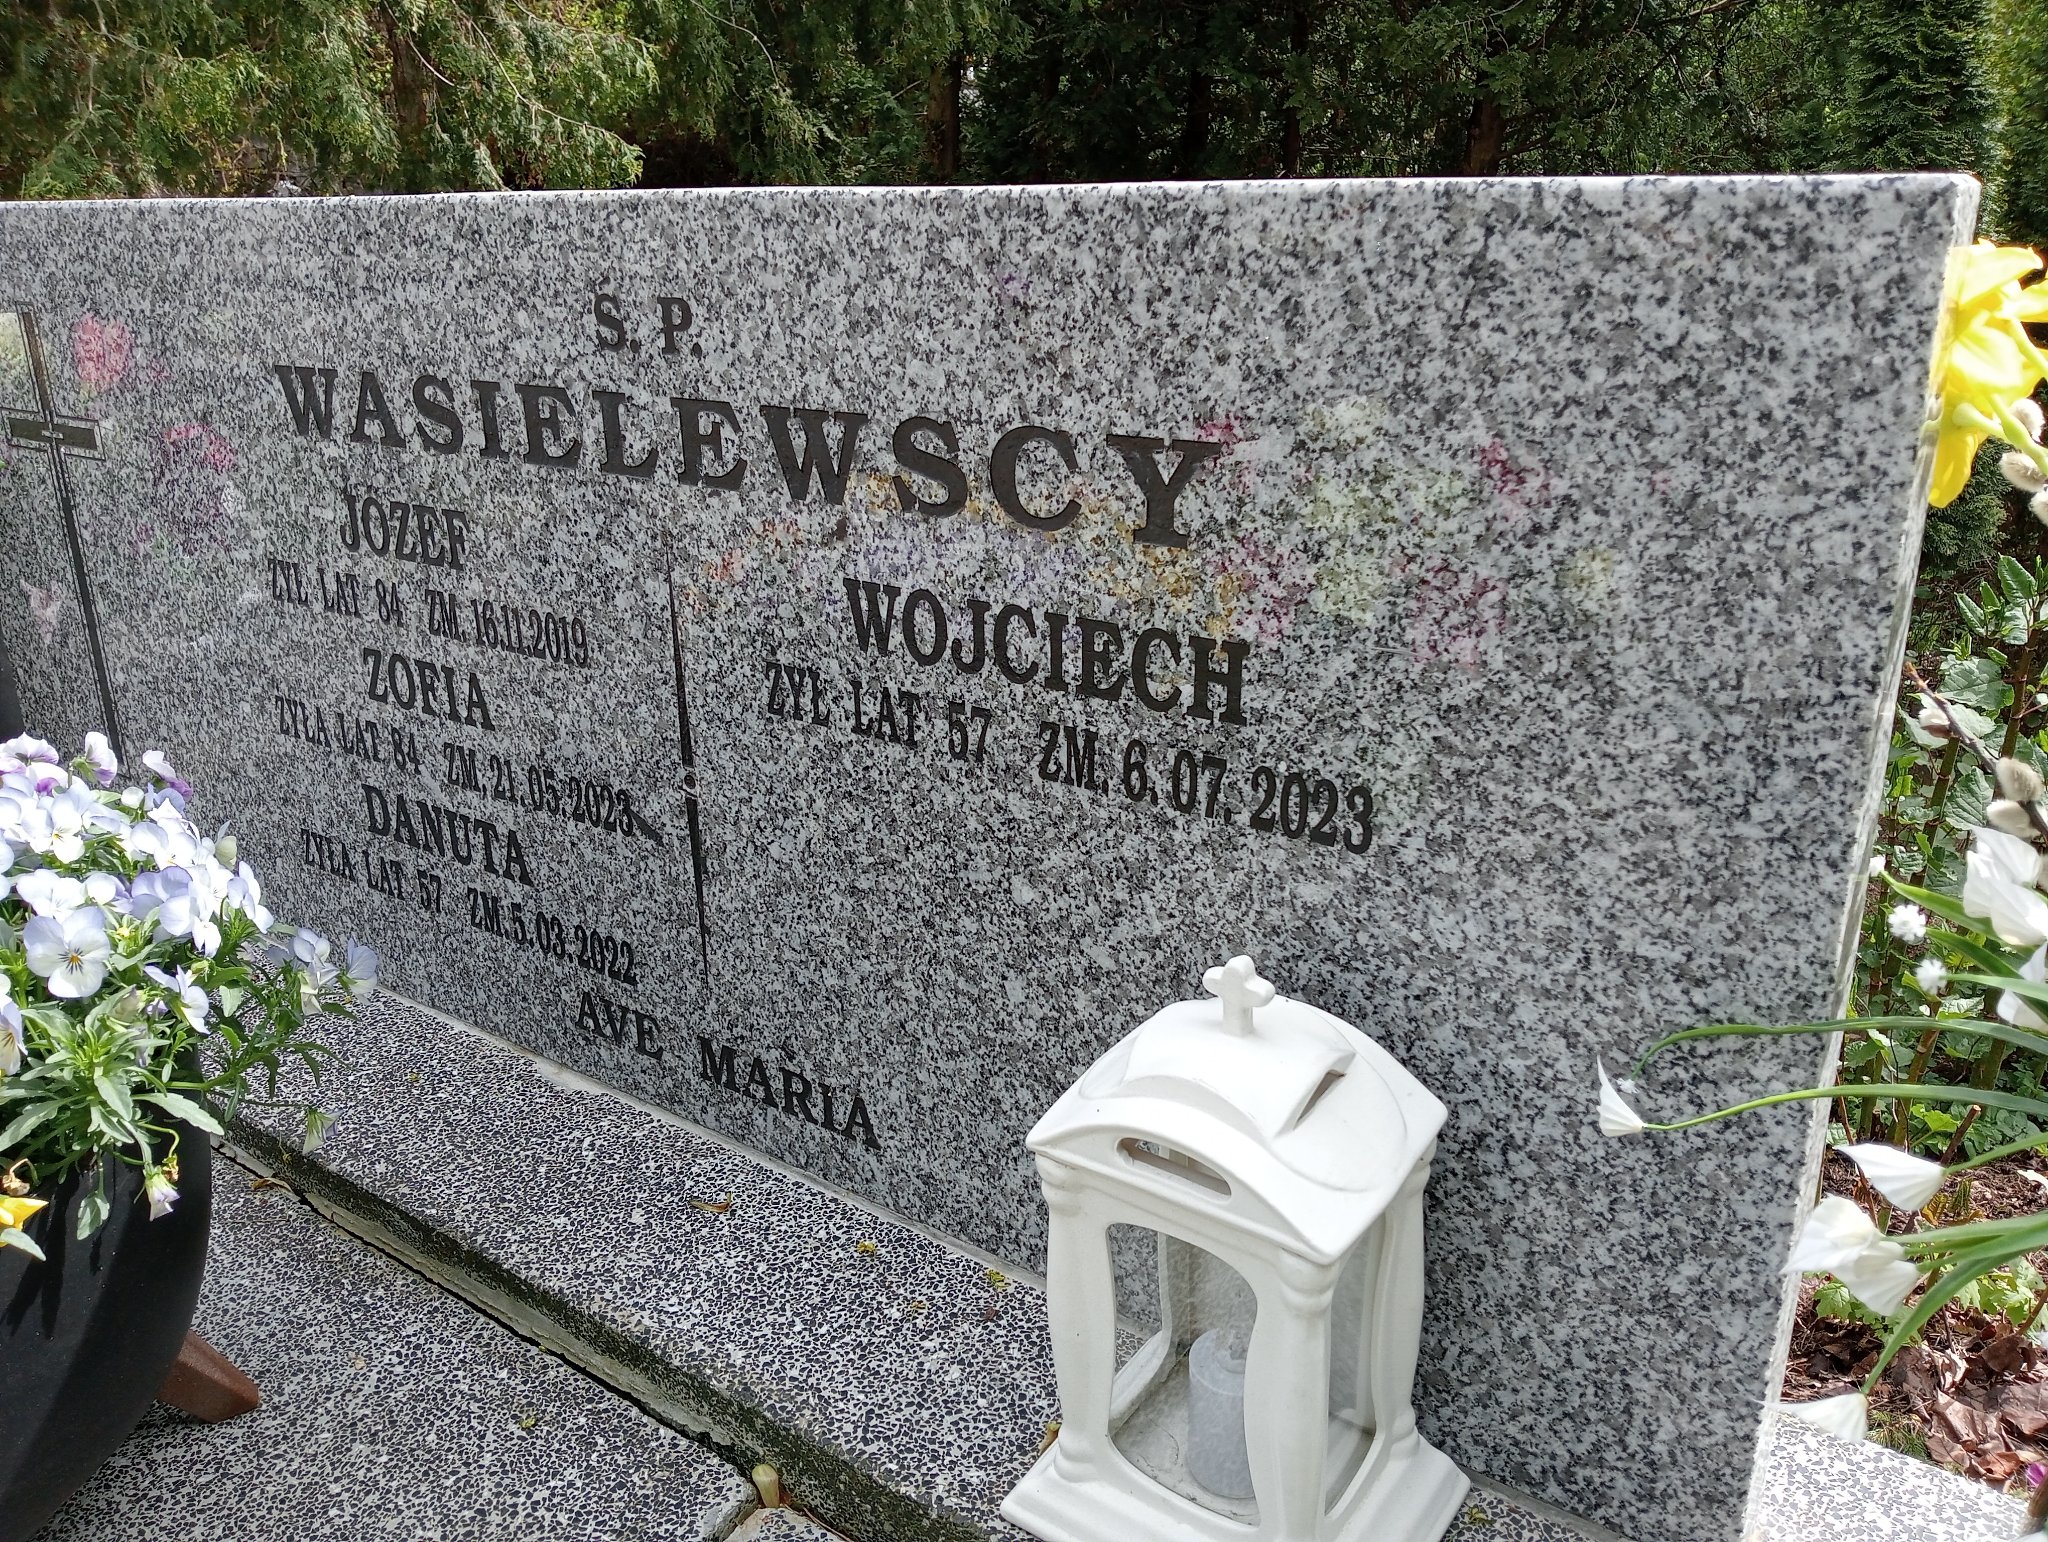 Ś. P.
WASIELEWSCY
JÓZEF
ŻYŁ LAT 84 ZM. 16.11.2019
ZOFIA
ŻYŁA LAT 84 ZM. 21.05.2023
DANUTA
ŻYŁA LAT 57 ZM. 5.03.2022
WOJCIECH
ŻYŁ LAT 57 ZM. 6.07.2023
AVE MARIA